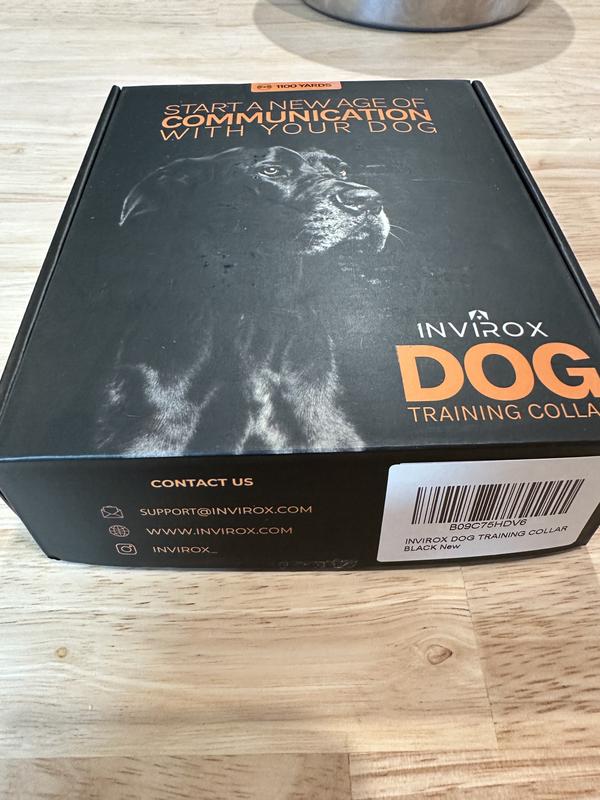 1100 YARDS
START A NEW AGE OF
COMMUNICATION
WITH YOUR DOG
INVIROX
DOG
TRAINING COLLA
CONTACT US
SUPPORT@INVIROX.COM
WWW.INVIROX.COM
INVIROX_
B09C75HDV6
INVIROX DOG TRAINING COLLAR
BLACK New